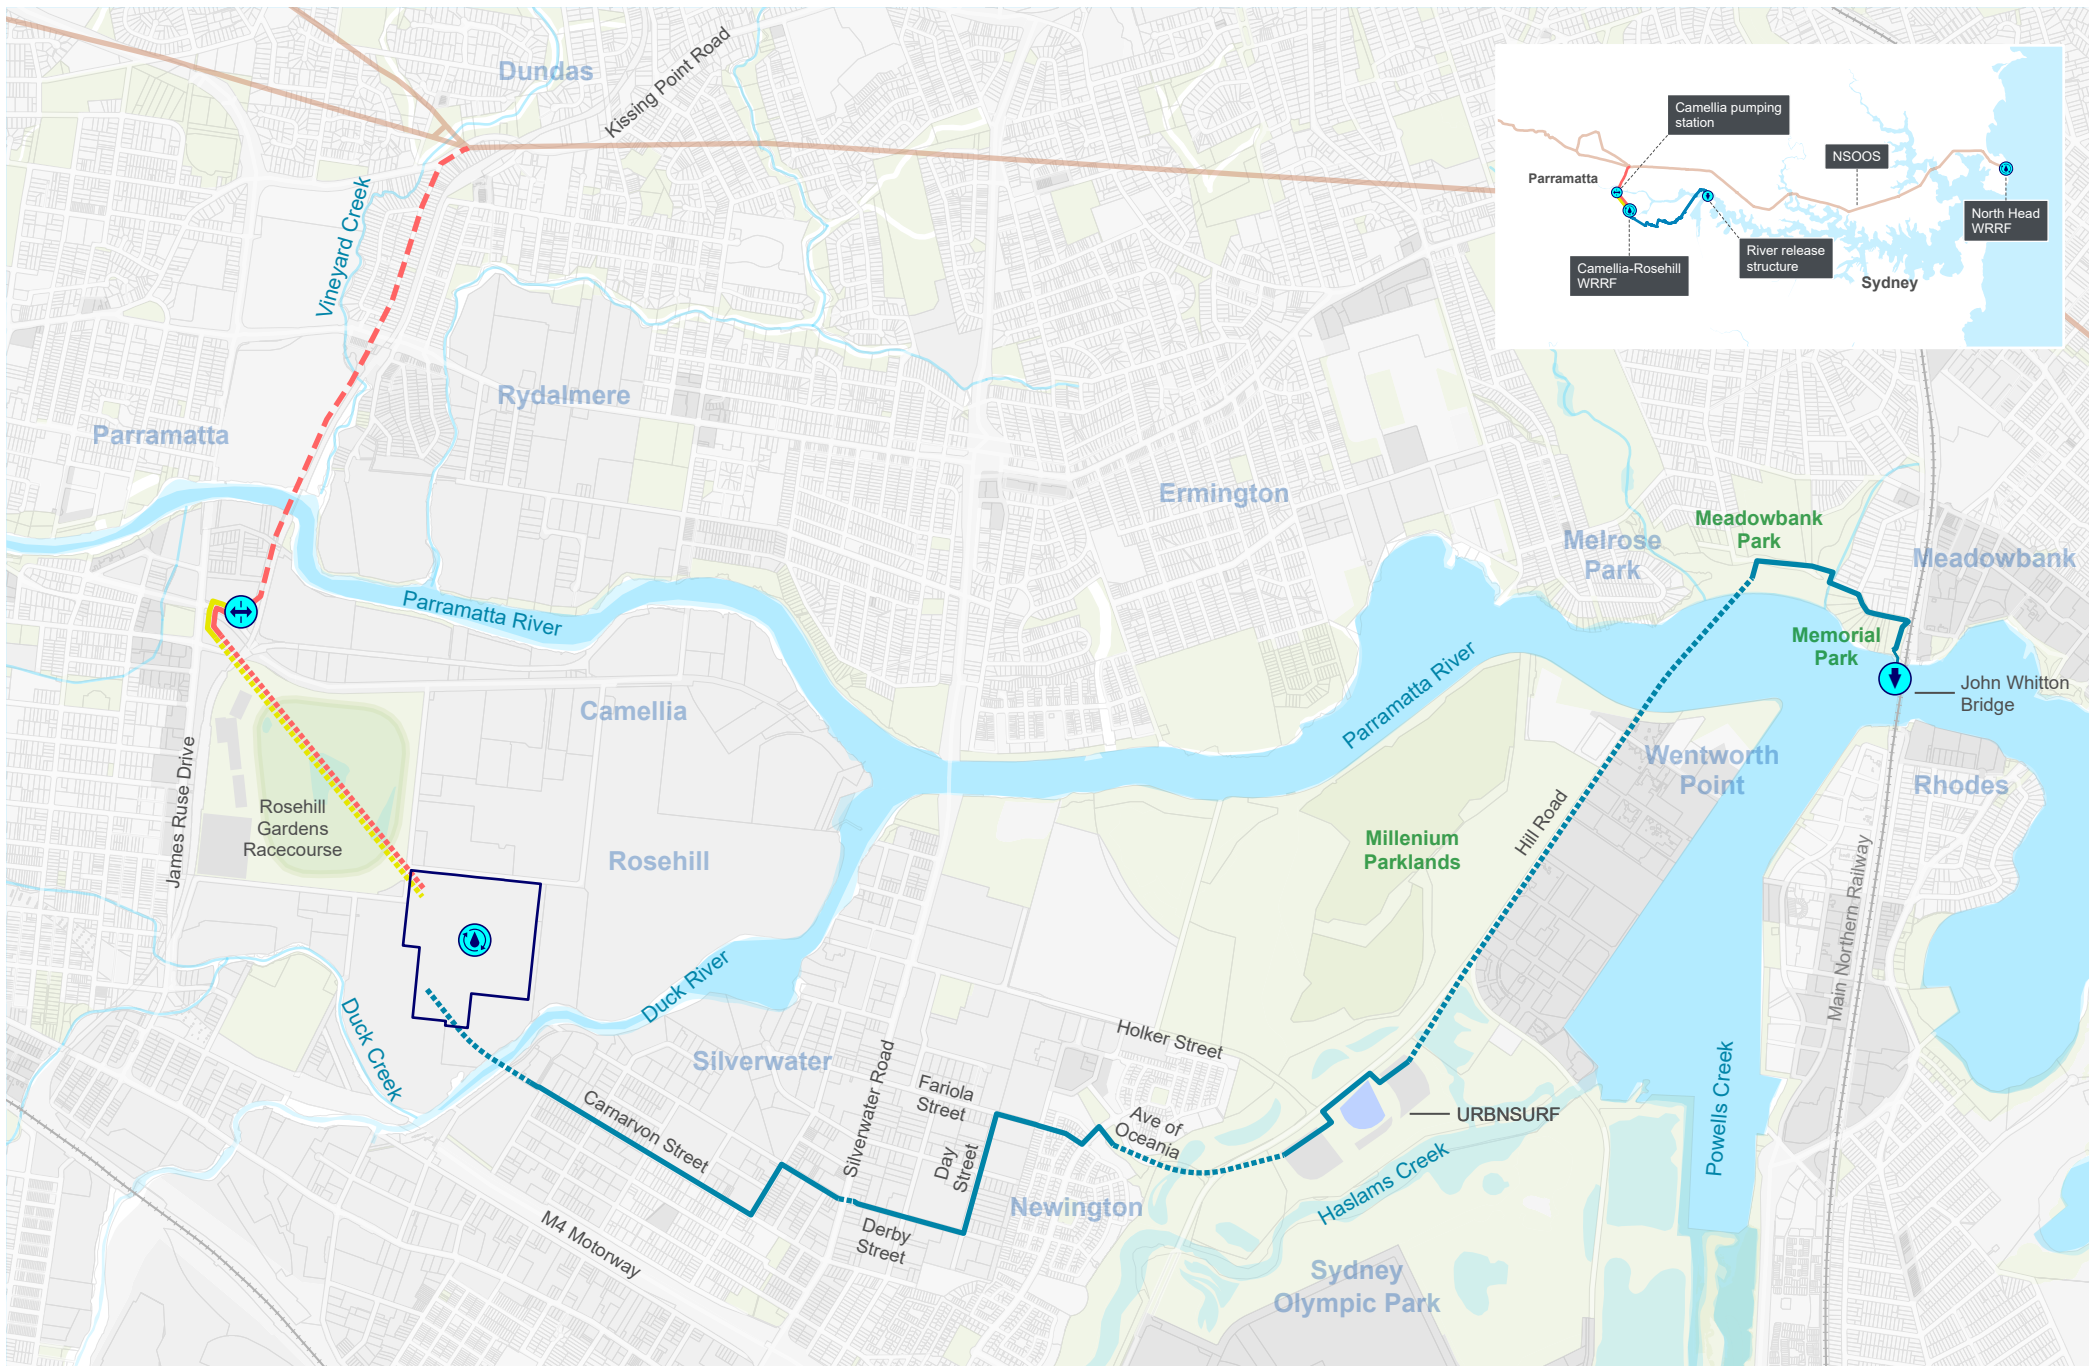 Dundas
Kissing Point Road
Camellia pumping
station
NSOOS
Parramatta
North Head
WRRF
River release
structure
Camellia-Rosehill
WRRF
Sydney
Vineyard Creek
Rydalmere
Parramatta
Ermington
Meadowbank
Park
Melrose
Park
Meadowbank
Parramatta River
Memorial
Park
Parramatta River
John Whitton
Bridge
Camellia
Wentworth
Point
Rhodes
James Ruse Drive
Rosehill
Gardens
Racecourse
Rosehill
Millenium
Parklands
Hill Road
Main Northern Railway
Duck River
Duck Creek
Holker Street
Silverwater
Silverwater Road
Fariola
Street
Carnarvon Street
Ave of
Oceania
URBNSURF
Powells Creek
Day
Street
Haslams Creek
Newington
Derby
Street
M4 Motorway
Sydney
Olympic Park